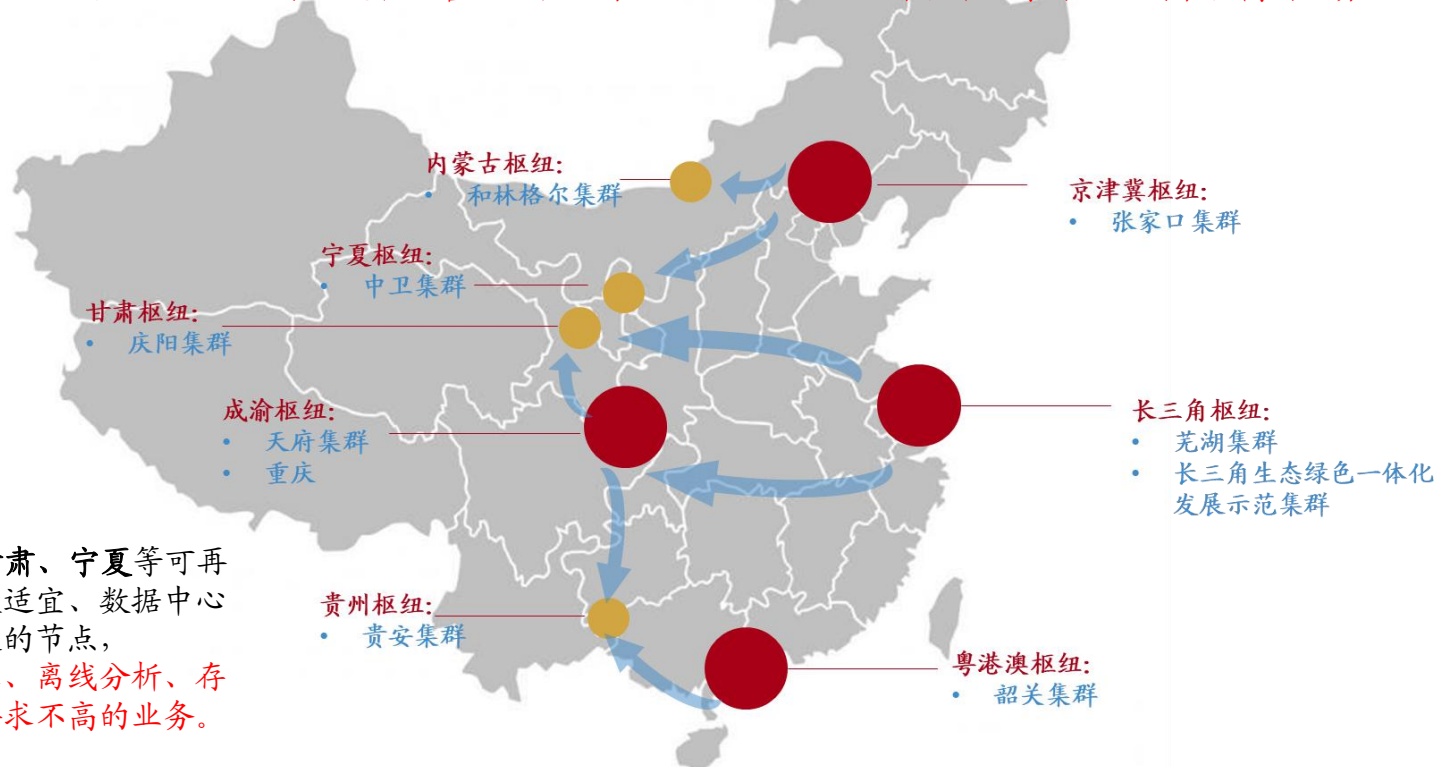 内蒙古枢纽:
• 和林格尔集群
京津冀枢纽:
• 张家口集群
宁夏枢纽:
• 中卫集群
甘肃枢纽:
• 庆阳集群
成渝枢纽:
• 天府集群
• 重庆
长三角枢纽:
• 芜湖集群
• 长三角生态绿色一体化
发展示范集群
肃、宁夏等可再
适宜、数据中心
的节点,
、离线分析、存
求不高的业务。
贵州枢纽:
• 贵安集群
粤港澳枢纽:
• 韶关集群